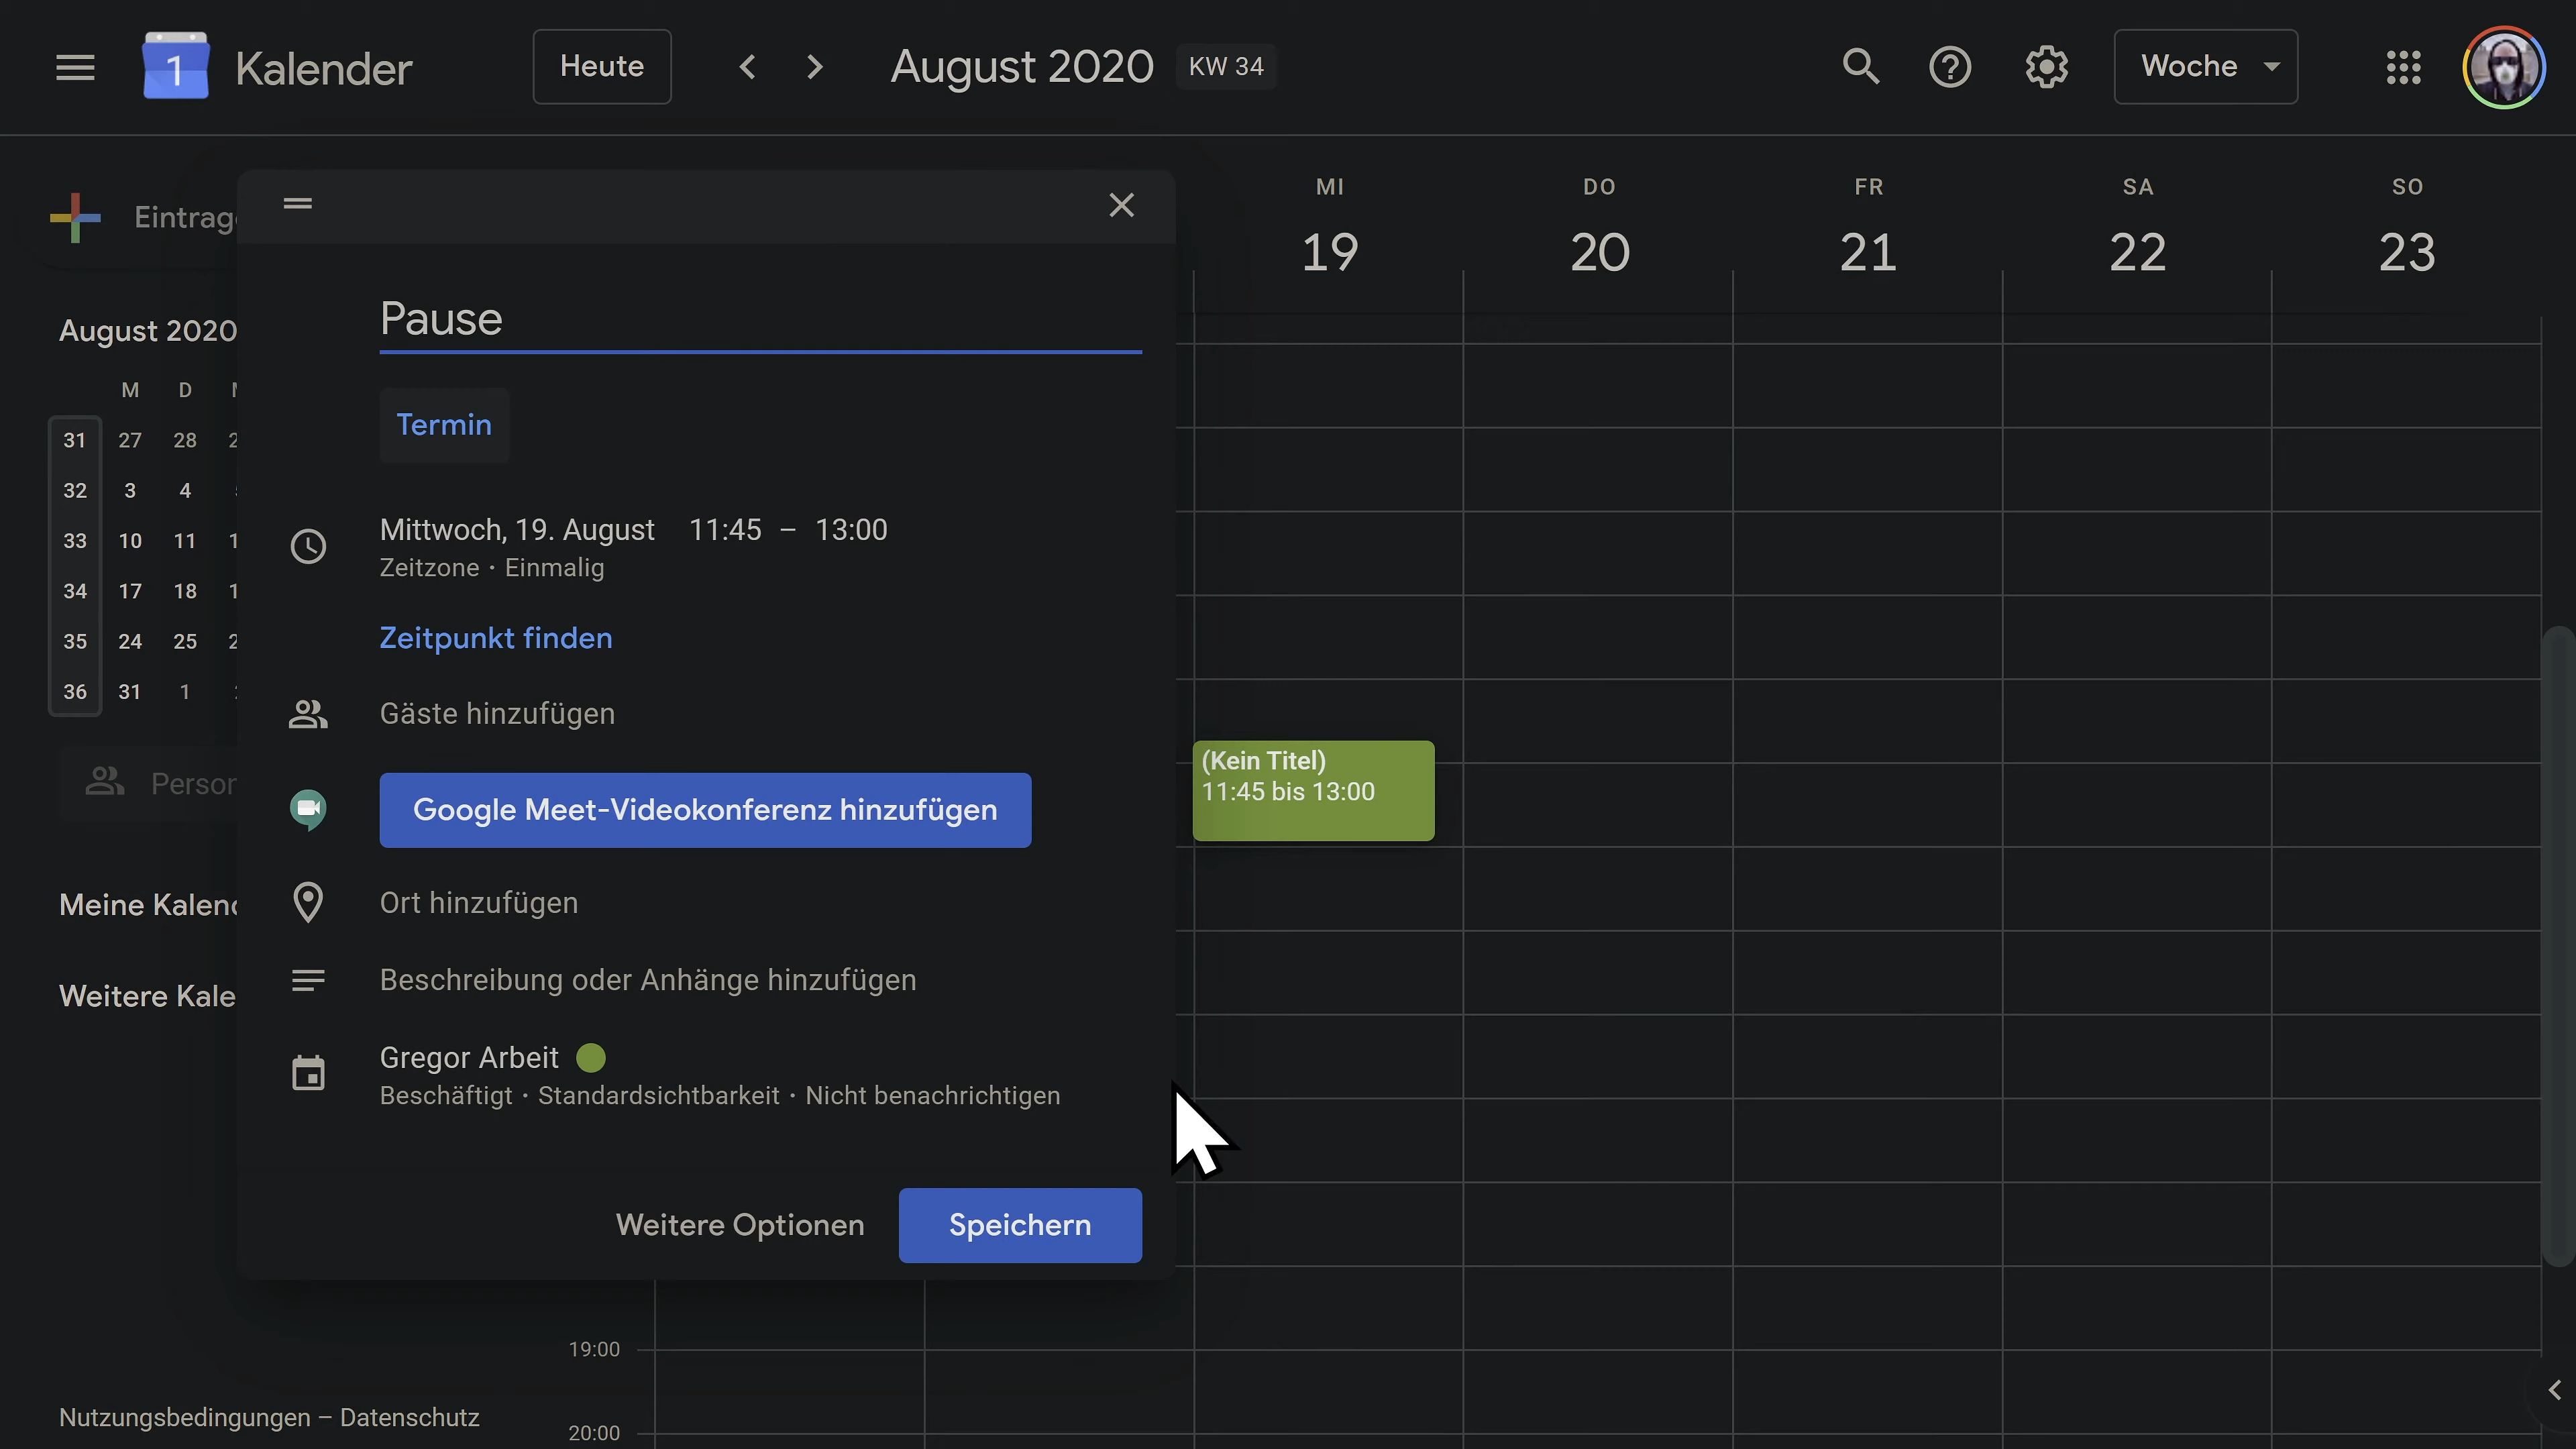 1 Kalender Heute August 2020 KW 34 Woche
Eintrag
August 2020
M D
31 27 28
32 3 4
33 10 11
34 17 18
35 24 25
36 31 1
Person
Meine Kalend
Weitere Kale
Nutzungsbedingungen – Datenschutz
Pause
Termin
Mittwoch, 19. August 11:45 – 13:00
Zeitzone • Einmalig
Zeitpunkt finden
Gäste hinzufügen
Google Meet-Videokonferenz hinzufügen
Ort hinzufügen
Beschreibung oder Anhänge hinzufügen
Gregor Arbeit
Beschäftigt • Standardsichtbarkeit • Nicht benachrichtigen
Weitere Optionen Speichern
MI DO FR SA SO
19 20 21 22 23
(Kein Titel)
11:45 bis 13:00
19:00
20:00